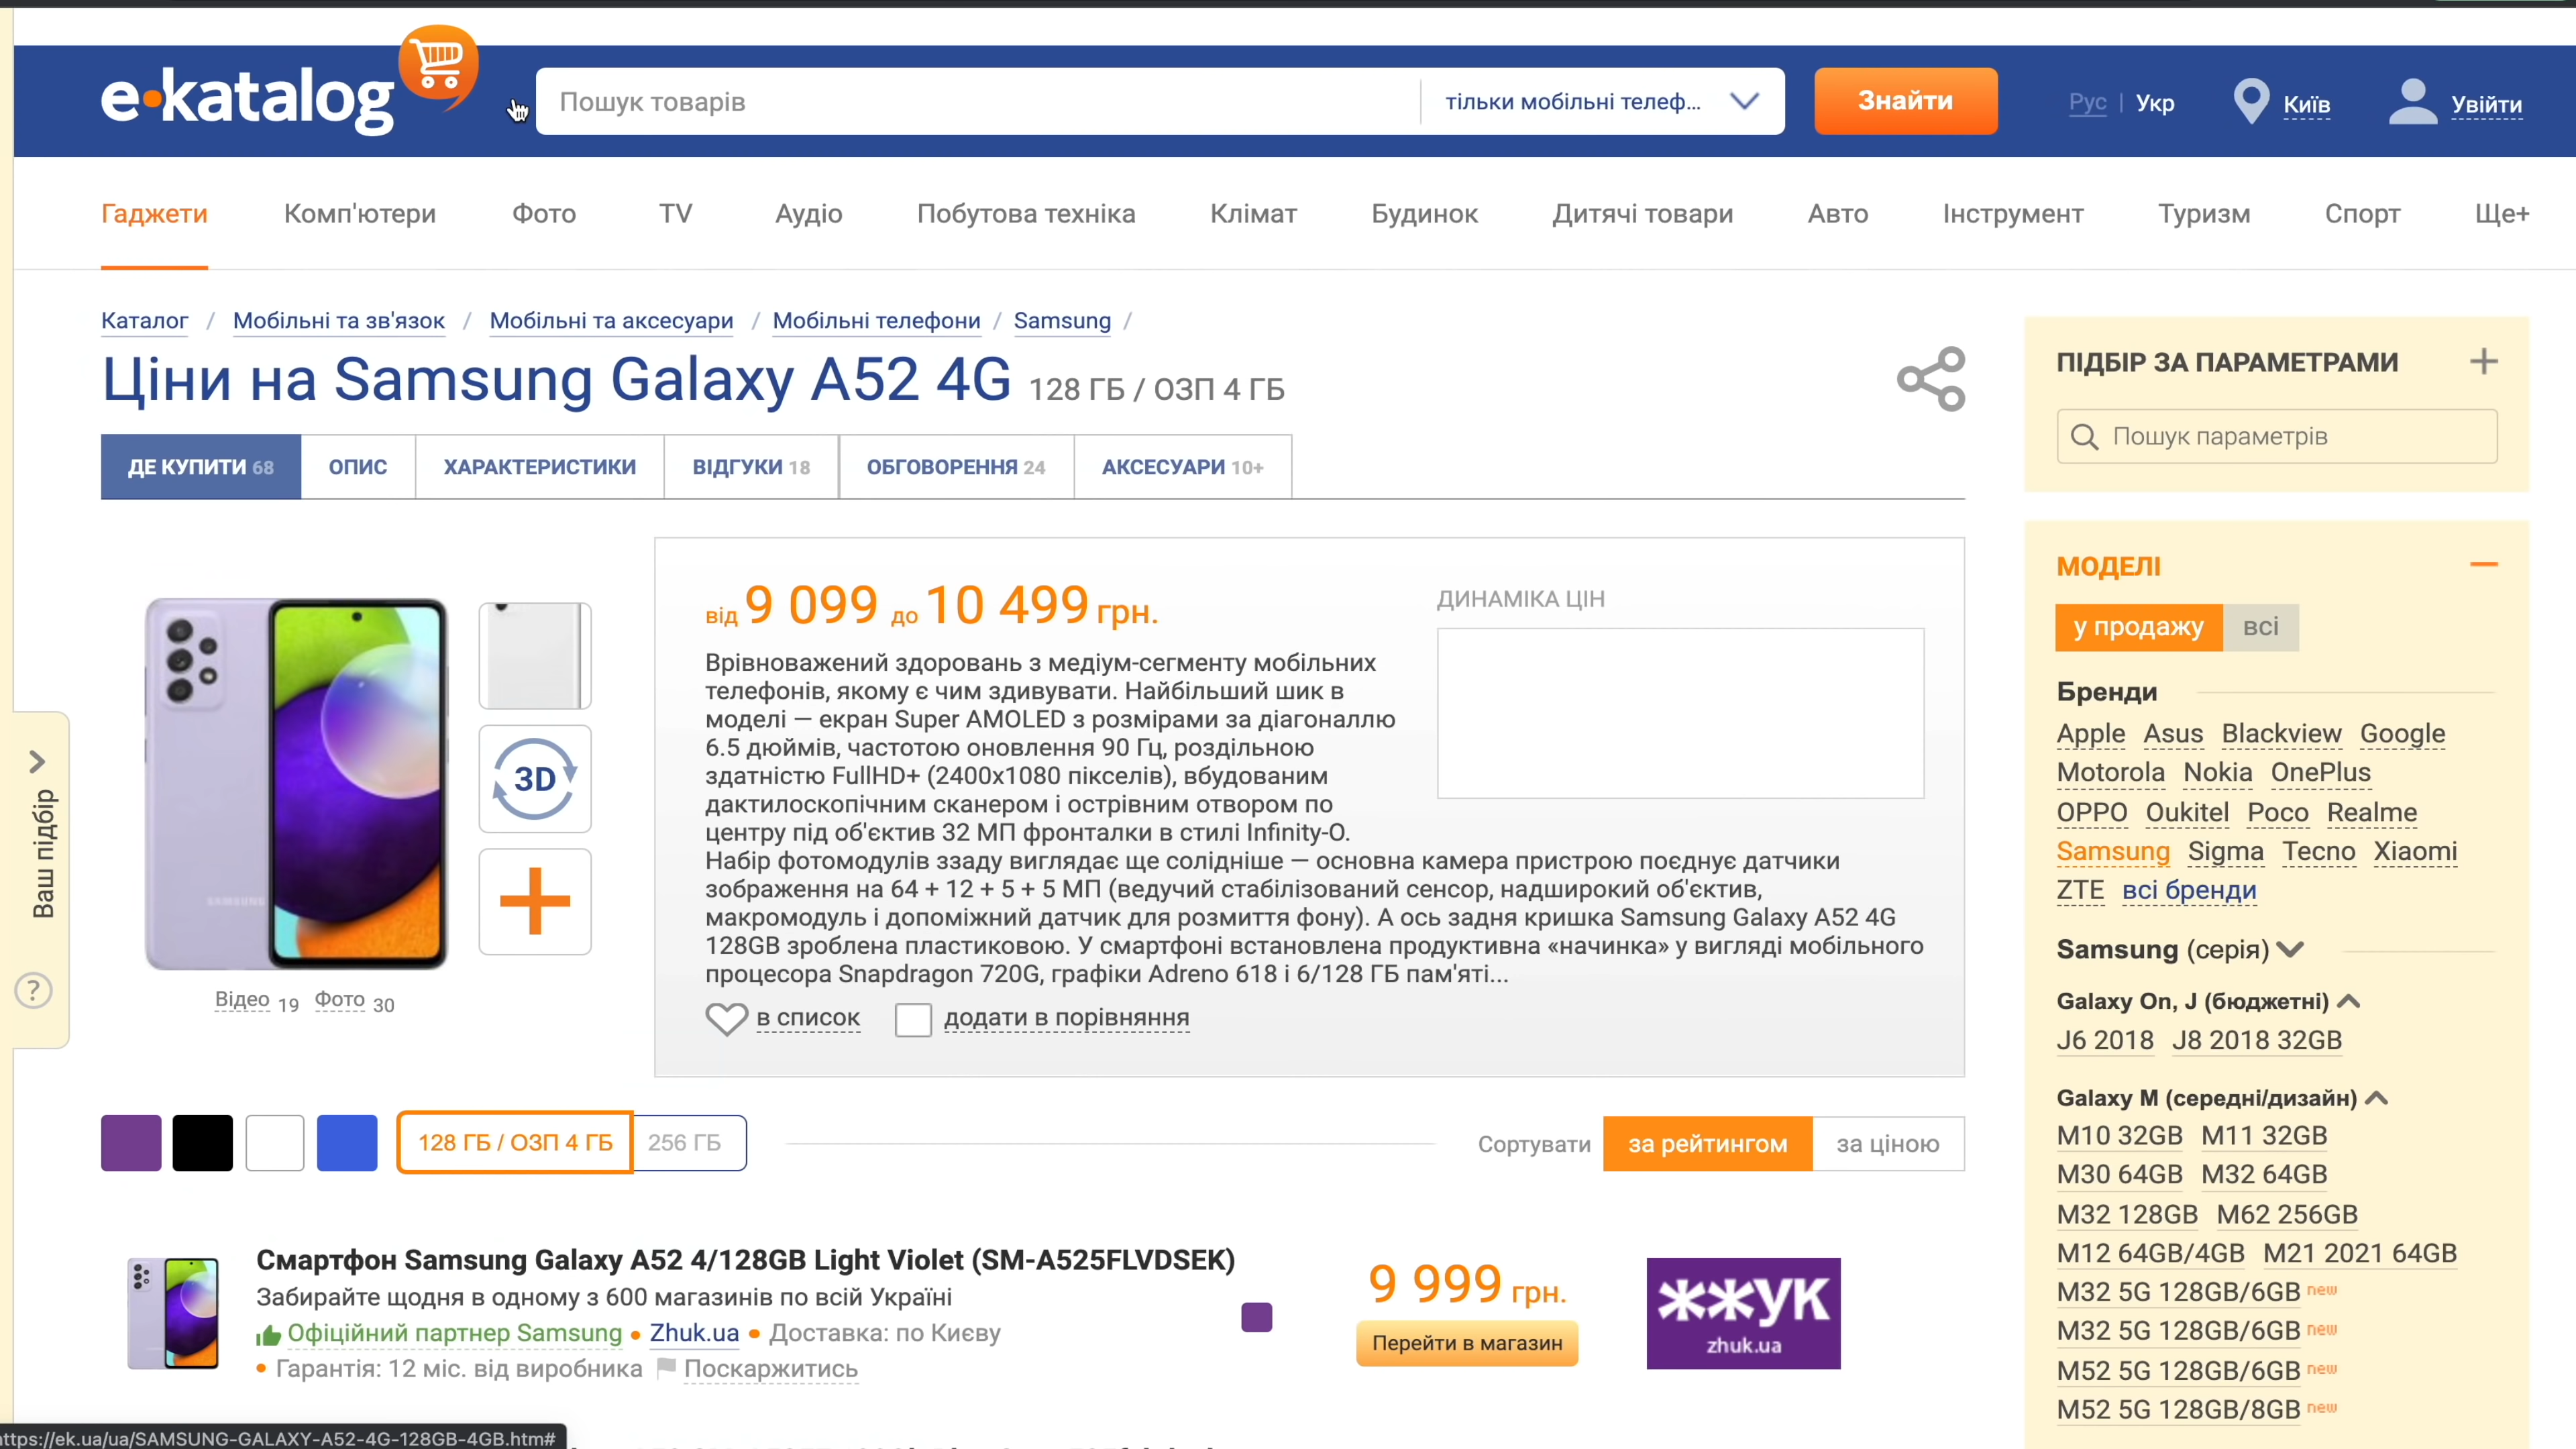 e·katalog
Пошук товарів
тільки мобільні телеф...
Знайти
Рус | Укр
Київ
Увійти
Гаджети Комп'ютери Фото TV Аудіо Побутова техніка Клімат Будинок Дитячі товари Авто Інструмент Туризм Спорт Ще+
Каталог / Мобільні та зв'язок / Мобільні та аксесуари / Мобільні телефони / Samsung /
Ціни на Samsung Galaxy A52 4G 128 ГБ / ОЗП 4 ГБ
ДЕ КУПИТИ 68 ОПИС ХАРАКТЕРИСТИКИ ВІДГУКИ 18 ОБГОВОРЕННЯ 24 АКСЕСУАРИ 10+
SAMSUNG
3D
Відео 19 Фото 30
Ваш підбір
?
від 9 099 до 10 499 грн.
ДИНАМІКА ЦІН
Врівноважений здоровань з медіум-сегменту мобільних
телефонів, якому є чим здивувати. Найбільший шик в
моделі — екран Super AMOLED з розмірами за діагоналлю
6.5 дюймів, частотою оновлення 90 Гц, роздільною
здатністю FullHD+ (2400x1080 пікселів), вбудованим
дактилоскопічним сканером і острівним отвором по
центру під об'єктив 32 МП фронталки в стилі Infinity-O.
Набір фотомодулів ззаду виглядає ще солідніше — основна камера пристрою поєднує датчики
зображення на 64 + 12 + 5 + 5 МП (ведучий стабілізований сенсор, надширокий об'єктив,
макромодуль і допоміжний датчик для розмиття фону). А ось задня кришка Samsung Galaxy A52 4G
128GB зроблена пластиковою. У смартфоні встановлена продуктивна «начинка» у вигляді мобільного
процесора Snapdragon 720G, графіки Adreno 618 і 6/128 ГБ пам'яті...
в список додати в порівняння
128 ГБ / ОЗП 4 ГБ 256 ГБ
Сортувати за рейтингом за ціною
Смартфон Samsung Galaxy A52 4/128GB Light Violet (SM-A525FLVDSEK)
Забирайте щодня в одному з 600 магазинів по всій Україні
Офіційний партнер Samsung • Zhuk.ua • Доставка: по Києву
• Гарантія: 12 міс. від виробника Поскаржитись
9 999 грн.
Перейти в магазин
ЖЖУК
zhuk.ua
ПІДБІР ЗА ПАРАМЕТРАМИ
Пошук параметрів
МОДЕЛІ
у продажу всі
Бренди
Apple Asus Blackview Google
Motorola Nokia OnePlus
OPPO Oukitel Poco Realme
Samsung Sigma Tecno Xiaomi
ZTE всі бренди
Samsung (серія)
Galaxy On, J (бюджетні)
J6 2018 J8 2018 32GB
Galaxy M (середні/дизайн)
M10 32GB M11 32GB
M30 64GB M32 64GB
M32 128GB M62 256GB
M12 64GB/4GB M21 2021 64GB
M32 5G 128GB/6GB new
M32 5G 128GB/6GB new
M52 5G 128GB/6GB new
M52 5G 128GB/8GB new
ttps://ek.ua/ua/SAMSUNG-GALAXY-A52-4G-128GB-4GB.htm#